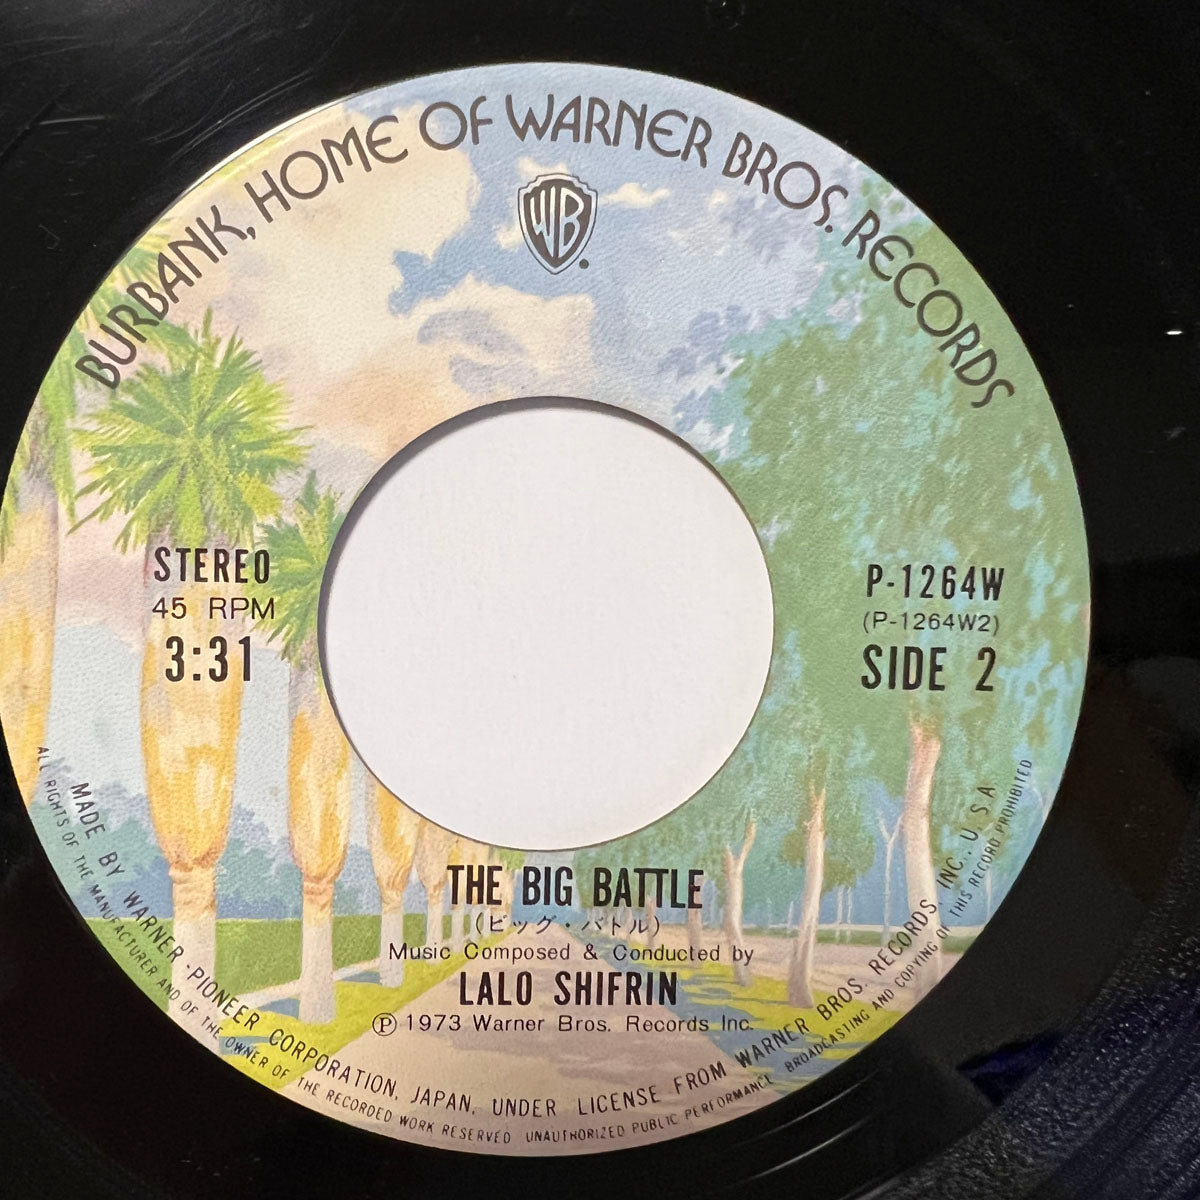 BURBANK, HOME OF WARNER BROS. RECORDS
WB
STEREO
45 RPM
3:31
P-1264W
(P-1264W2)
SIDE 2
THE BIG BATTLE
(ビッグ・バトル)
Music Composed & Conducted by
LALO SHIFRIN
Ⓟ 1973 Warner Bros. Records Inc.
MADE BY WARNER-PIONEER CORPORATION, JAPAN, UNDER LICENSE FROM WARNER BROS. RECORDS, INC., U S A
ALL RIGHTS OF THE MANUFACTURER AND OF THE OWNER OF THE RECORDED WORK RESERVED UNAUTHORIZED PUBLIC PERFORMANCE BROADCASTING AND COPYING OF THIS RECORD PROHIBITED